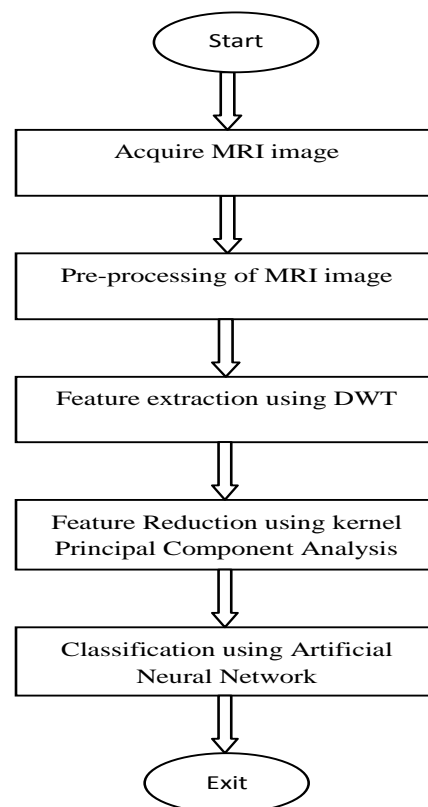 Start
Acquire MRI image
Pre-processing of MRI image
Feature extraction using DWT
Feature Reduction using kernel
Principal Component Analysis
Classification using Artificial
Neural Network
Exit